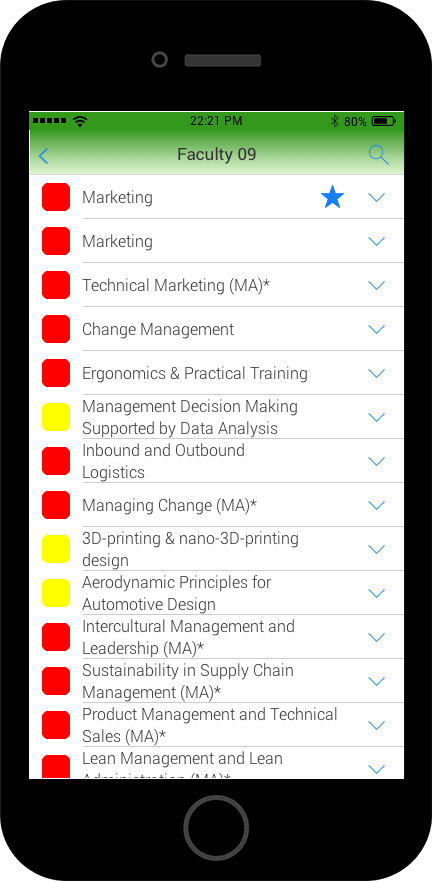 22:21 PM
80%
Faculty 09
Marketing
Marketing
Technical Marketing (MA)*
Change Management
Ergonomics & Practical Training
Management Decision Making
Supported by Data Analysis
Inbound and Outbound
Logistics
Managing Change (MA)*
3D-printing & nano-3D-printing
design
Aerodynamic Principles for
Automotive Design
Intercultural Management and
Leadership (MA)*
Sustainability in Supply Chain
Management (MA)*
Product Management and Technical
Sales (MA)*
Lean Management and Lean
Administration (MA)*